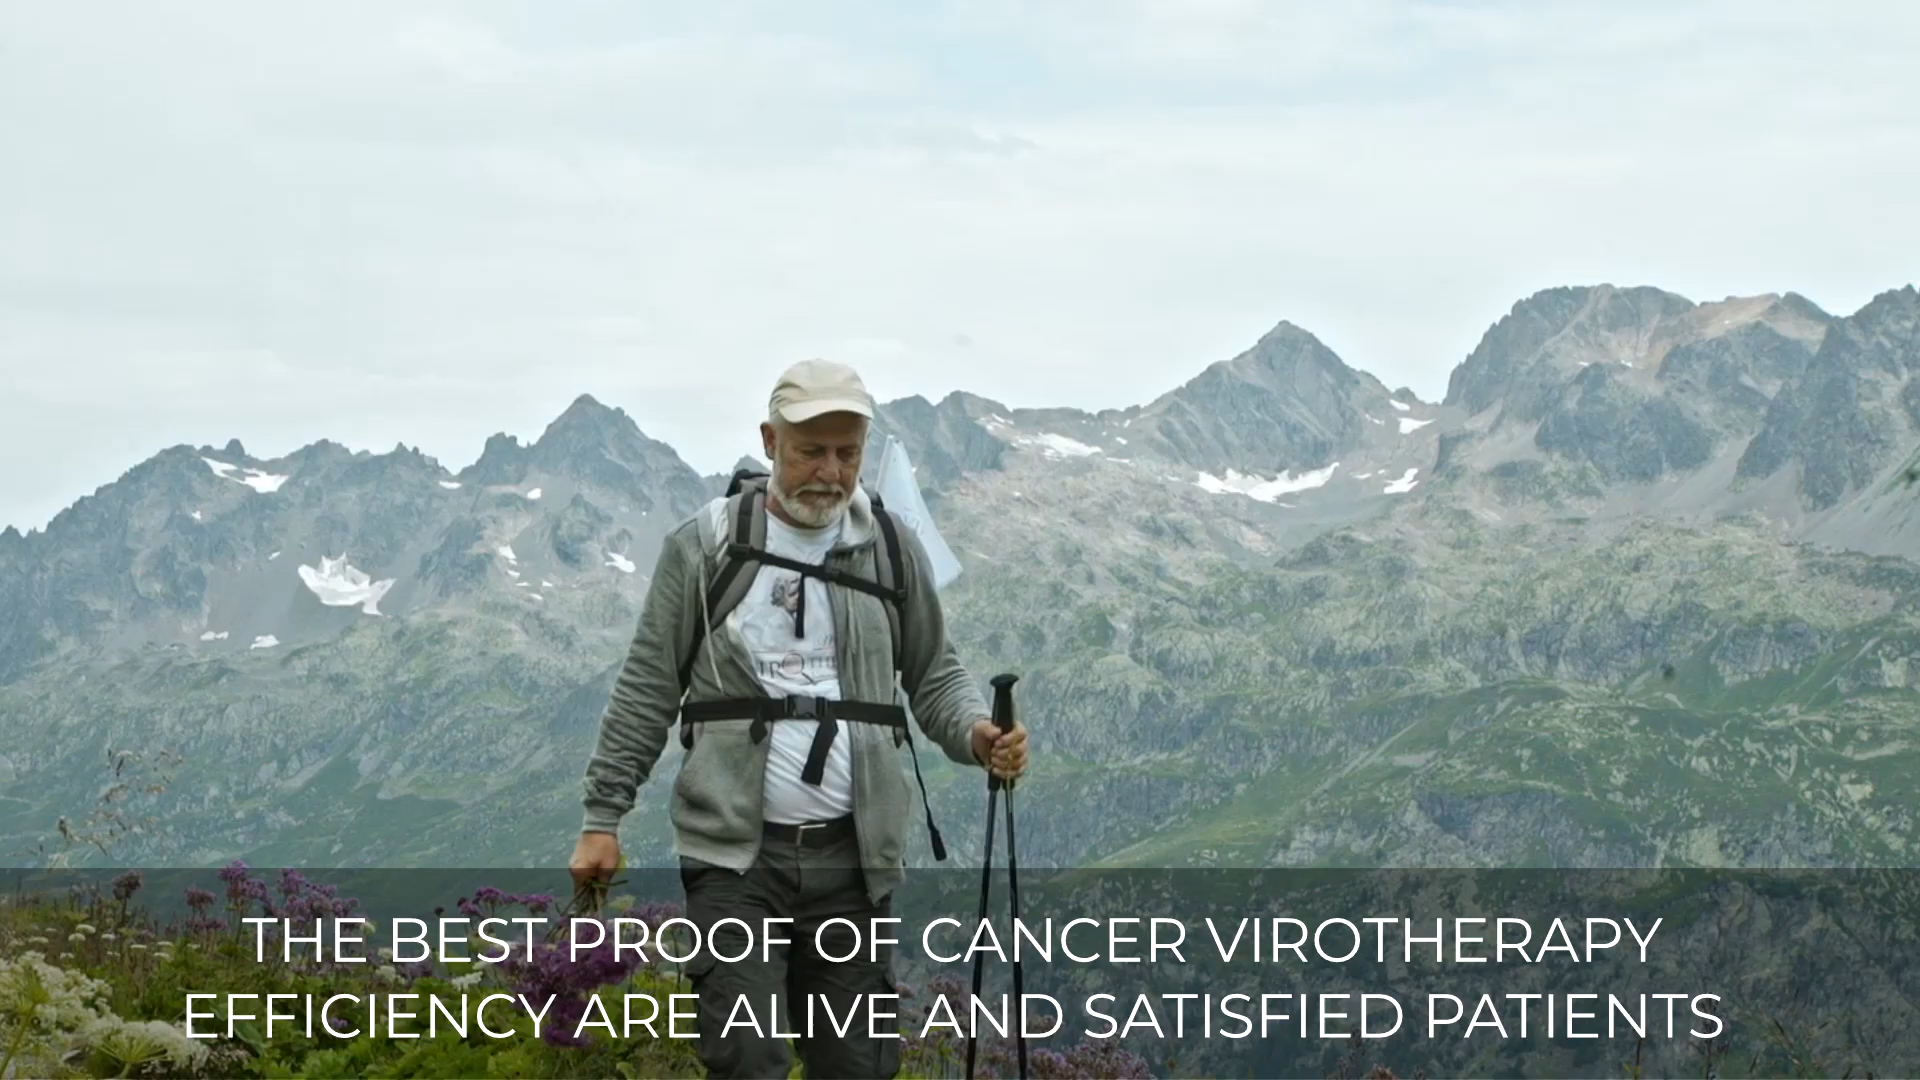 THE BEST PROOF OF CANCER VIROTHERAPY
EFFICIENCY ARE ALIVE AND SATISFIED PATIENTS